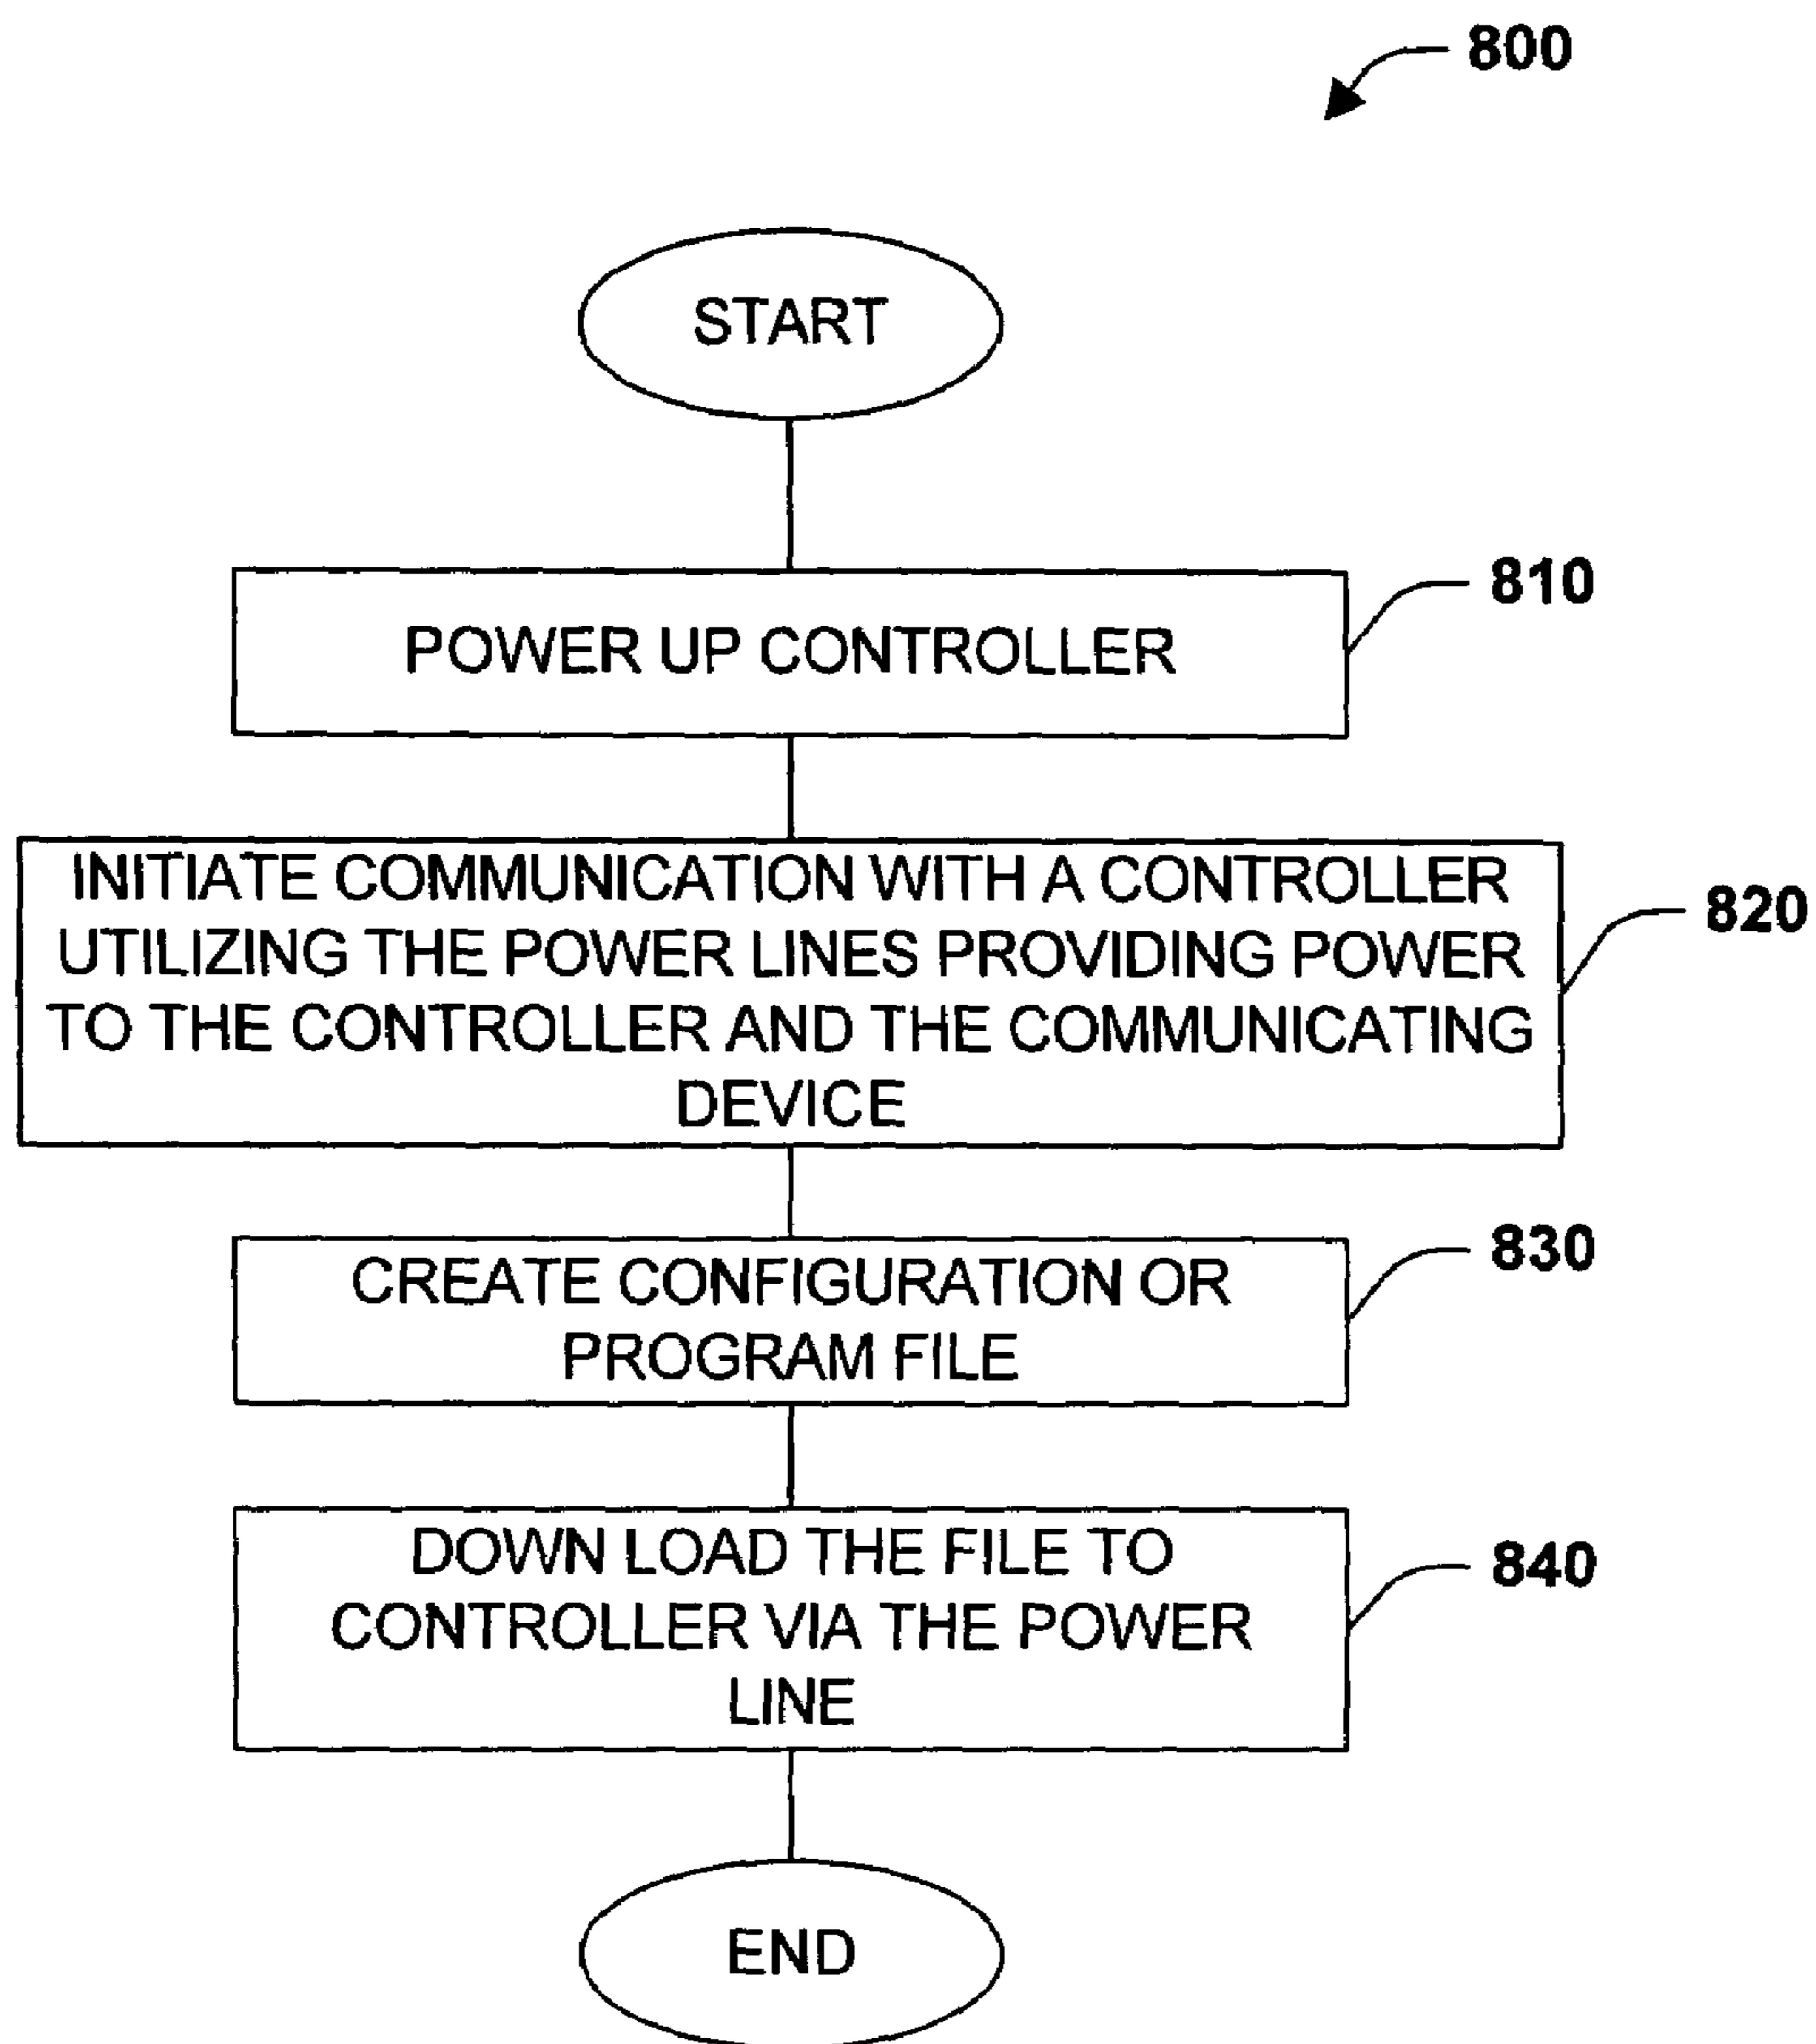 800
START
810
POWER UP CONTROLLER
820
INITIATE COMMUNICATION WITH A CONTROLLER
UTILIZING THE POWER LINES PROVIDING POWER
TO THE CONTROLLER AND THE COMMUNICATING
DEVICE
830
CREATE CONFIGURATION OR
PROGRAM FILE
840
DOWN LOAD THE FILE TO
CONTROLLER VIA THE POWER
LINE
END